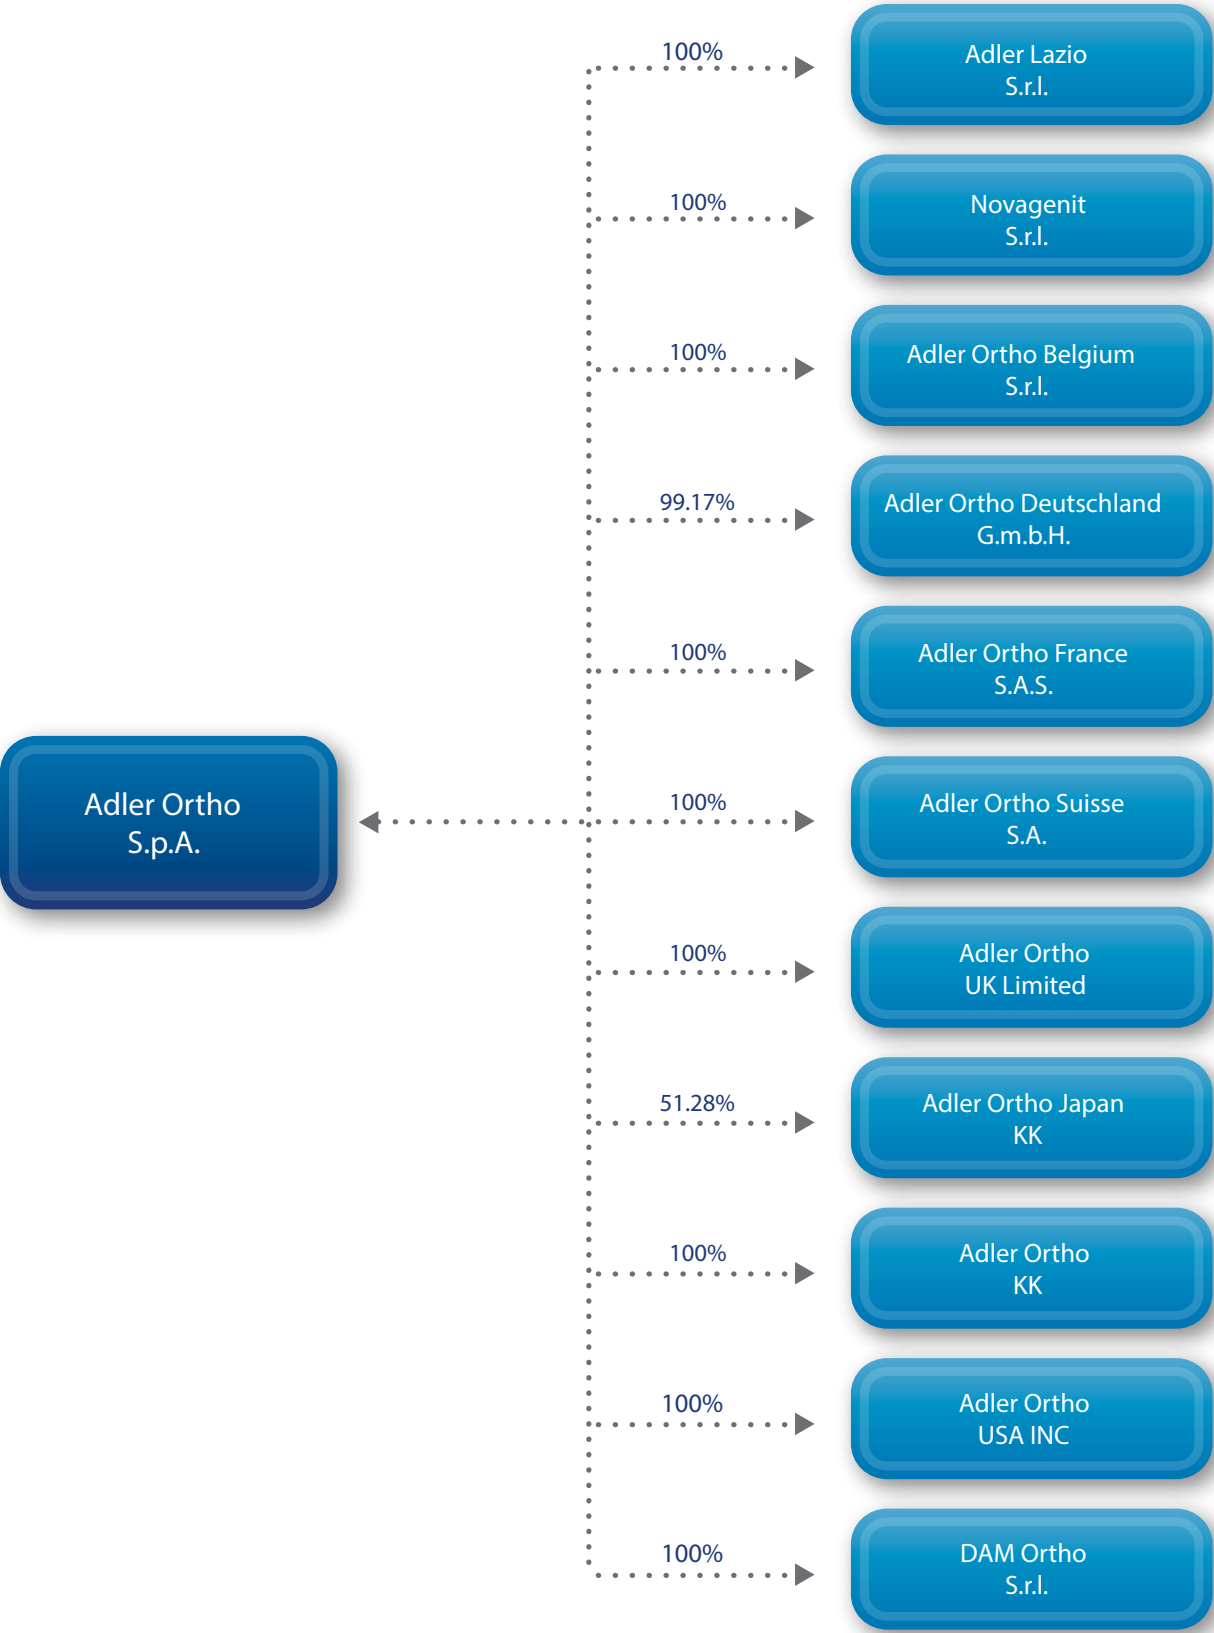 100%
Adler Lazio
S.r.l.
100%
Novagenit
S.r.l.
100%
Adler Ortho Belgium
S.r.l.
99.17%
Adler Ortho Deutschland
G.m.b.H.
100%
Adler Ortho France
S.A.S.
Adler Ortho
S.p.A.
100%
Adler Ortho Suisse
S.A.
100%
Adler Ortho
UK Limited
51.28%
Adler Ortho Japan
KK
100%
Adler Ortho
KK
100%
Adler Ortho
USA INC
100%
DAM Ortho
S.r.l.